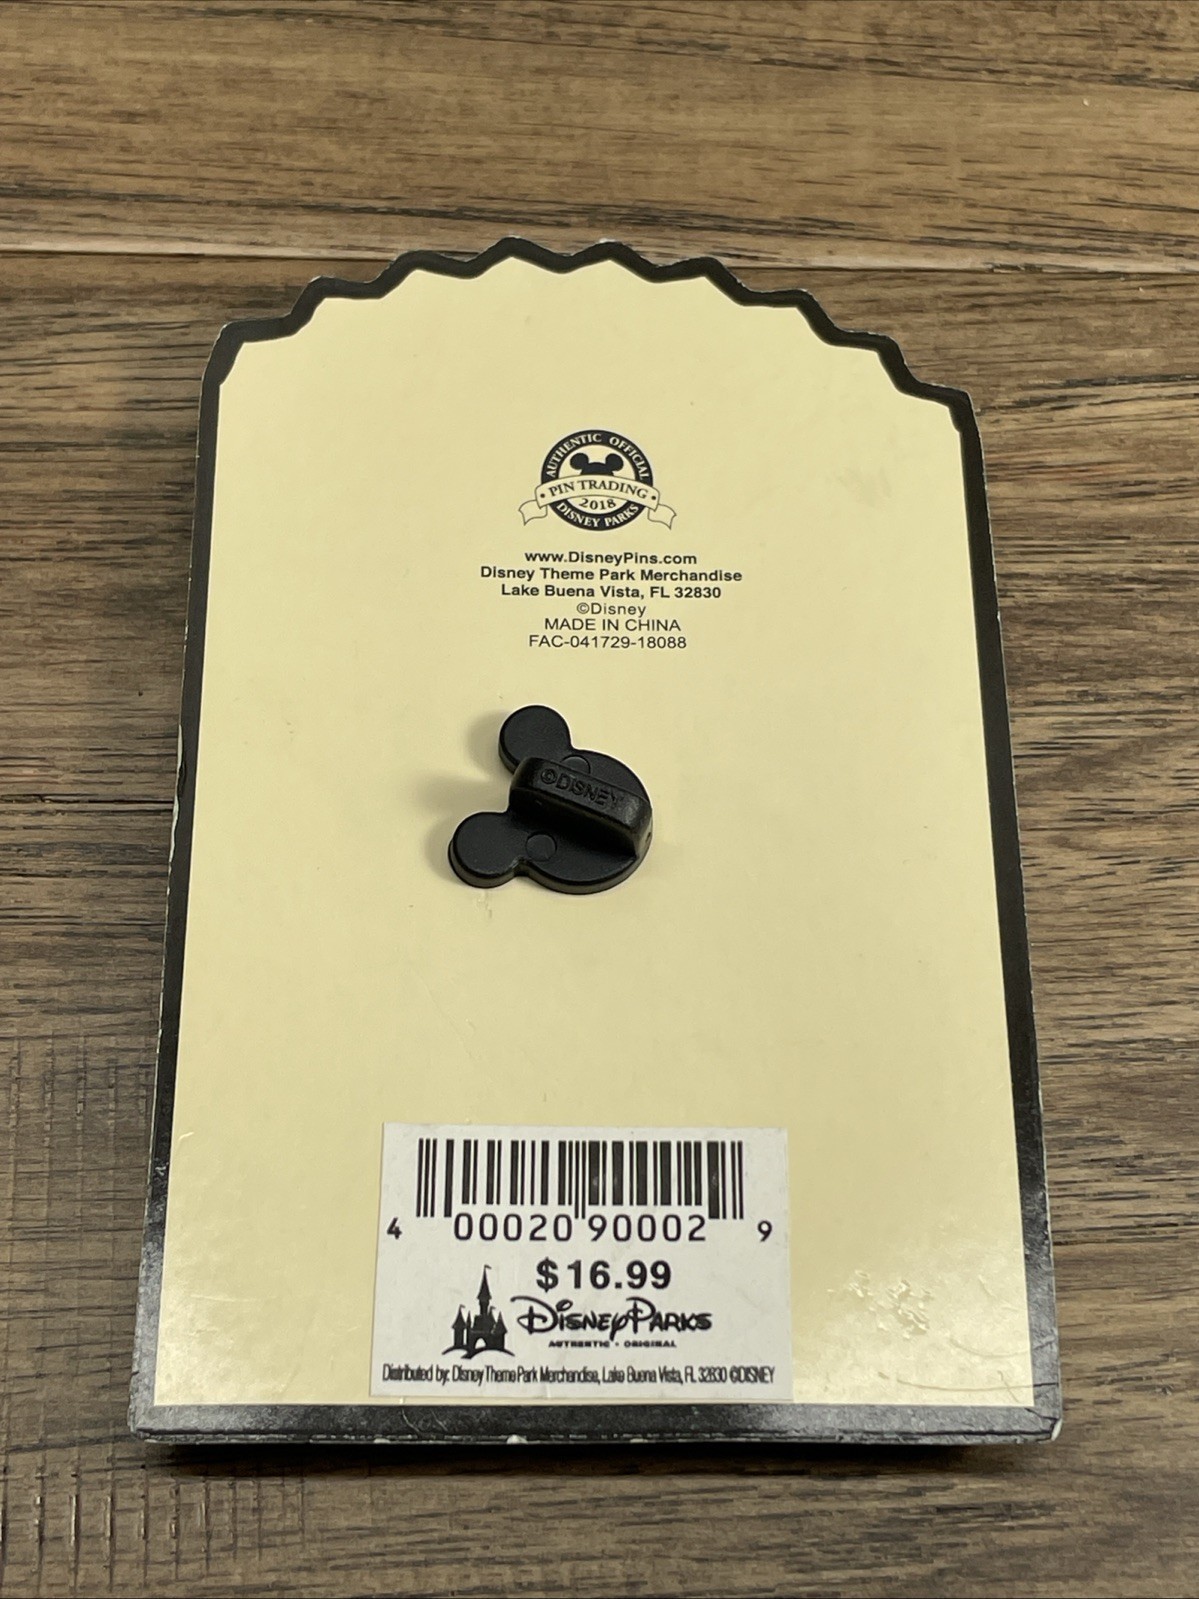 AUTHENTIC OFFICIAL
PIN TRADING
2018
DISNEY PARKS
www.DisneyPins.com
Disney Theme Park Merchandise
Lake Buena Vista, FL 32830
©Disney
MADE IN CHINA
FAC-041729-18088
©DISNEY
4 00020 90002 9
$16.99
Disney Parks
AUTHENTIC • ORIGINAL
Distributed by: Disney Theme Park Merchandise, Lake Buena Vista, FL 32830 ©DISNEY